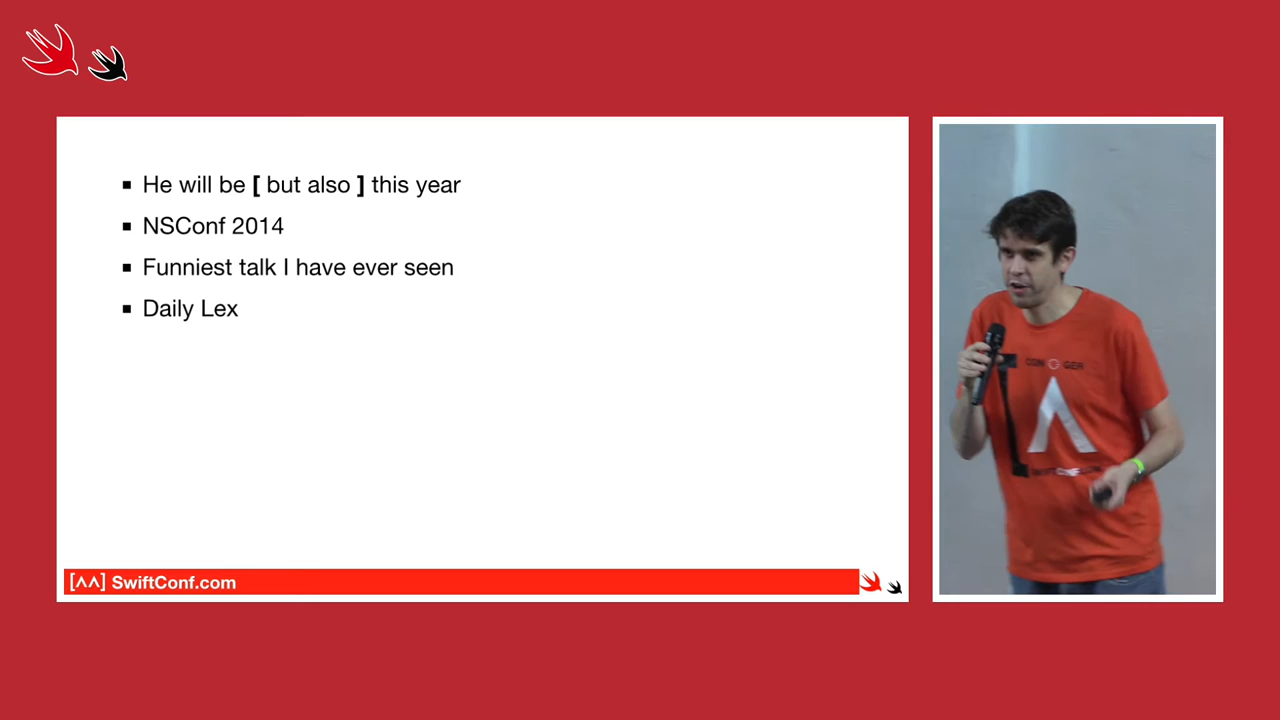 He will be [ but also ] this year
NSConf 2014
Funniest talk I have ever seen
Daily Lex
[^^] SwiftConf.com